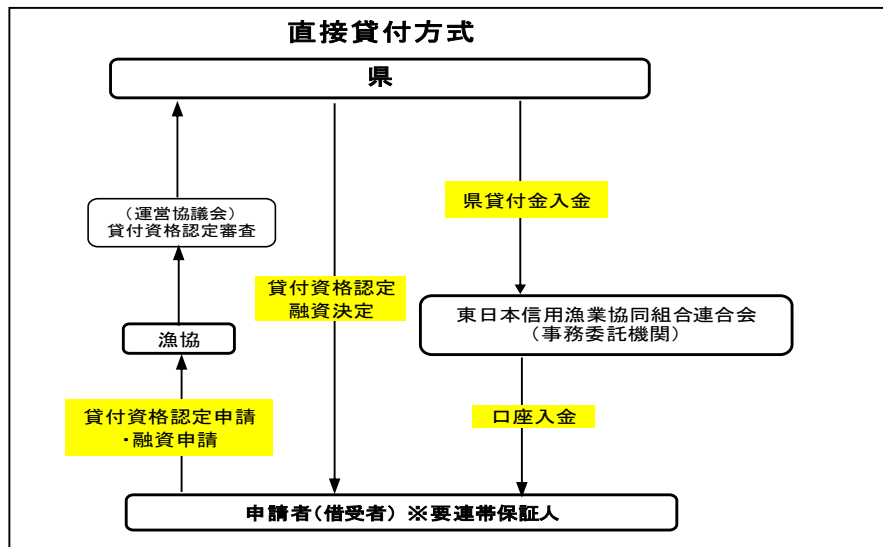 直接貸付方式
県
(運営協議会)
貸付資格認定審査
県貸付金入金
貸付資格認定
融資決定
東日本信用漁業協同組合連合会
(事務委託機関)
漁協
貸付資格認定申請
・融資申請
口座入金
申請者(借受者) ※要連帯保証人